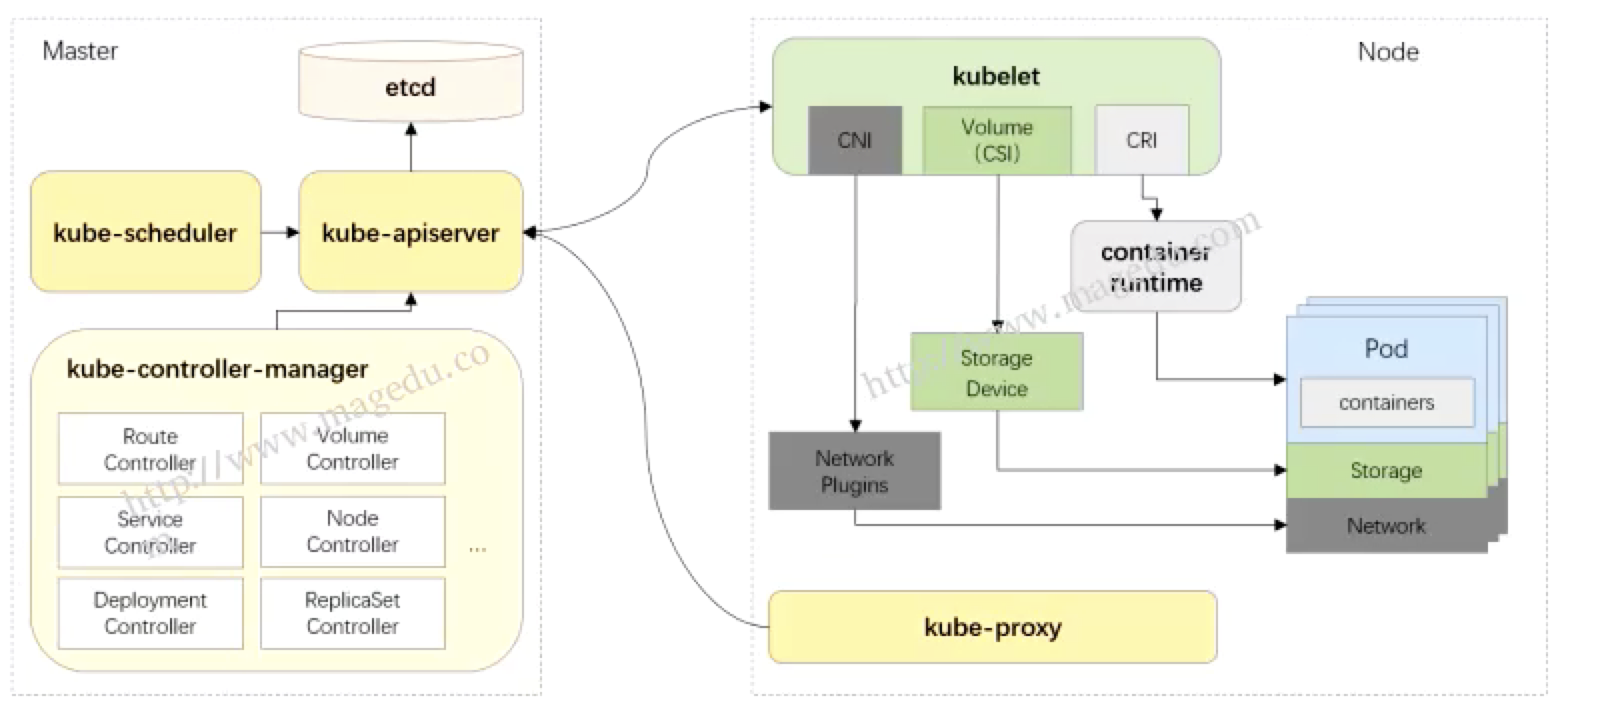 Master
etcd
kube-scheduler
kube-apiserver
kube-controller-manager
Route
Controller
Volume
Controller
Service
Controller
Node
Controller
...
Deployment
Controller
ReplicaSet
Controller
http://www.magedu.co
m
Node
kubelet
CNI
Volume
(CSI)
CRI
container
runtime
Storage
Device
Network
Plugins
Pod
containers
Storage
Network
kube-proxy
http://www.magedu.com